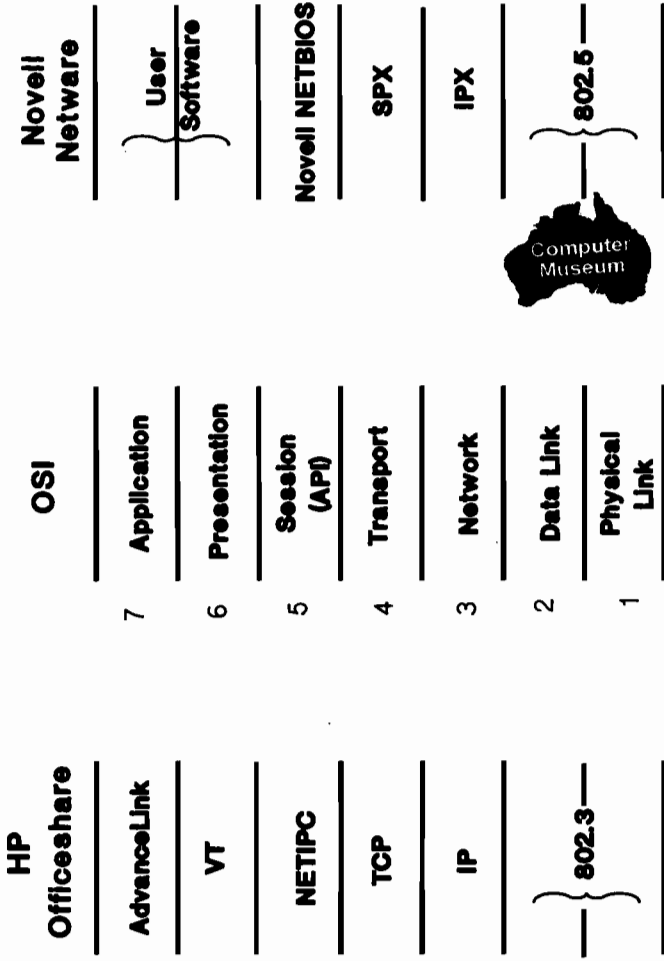 HP
Officeshare
AdvanceLink
VT
NETIPC
TCP
IP
802.3
OSI
7 Application
6 Presentation
5 Session
(API)
4 Transport
3 Network
2 Data Link
1 Physical
Link
Novell
Netware
User
Software
Novell NETBIOS
SPX
IPX
802.5
Computer
Museum